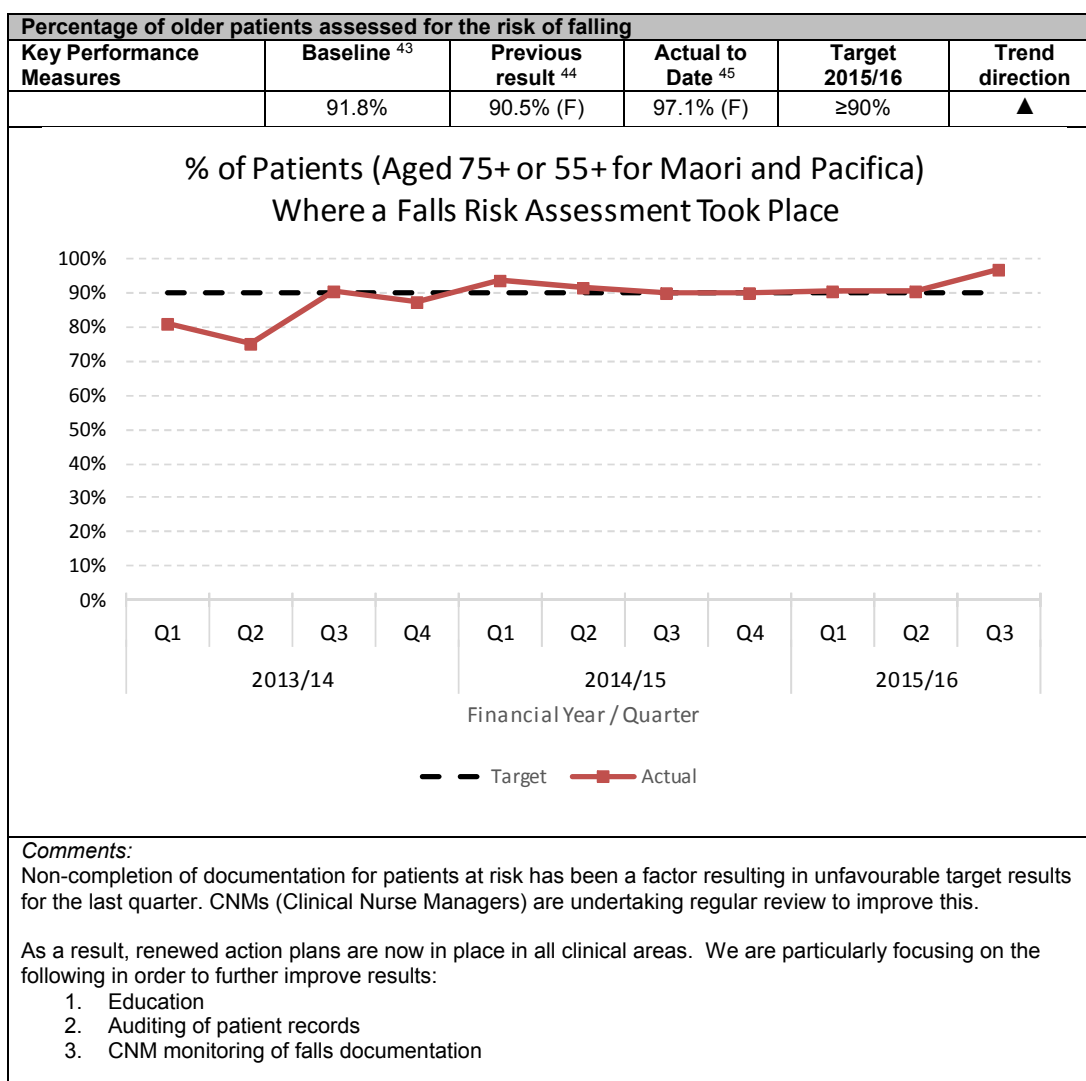 Percentage of older patients assessed for the risk of falling
Key Performance Measures | Baseline 43 | Previous result 44 | Actual to Date 45 | Target 2015/16 | Trend direction
91.8% | 90.5% (F) | 97.1% (F) | ≥90% | ▲
% of Patients (Aged 75+ or 55+ for Maori and Pacifica)
Where a Falls Risk Assessment Took Place
100%
90%
80%
70%
60%
50%
40%
30%
20%
10%
0%
Q1 Q2 Q3 Q4 Q1 Q2 Q3 Q4 Q1 Q2 Q3
2013/14 2014/15 2015/16
Financial Year / Quarter
Target Actual
Comments:
Non-completion of documentation for patients at risk has been a factor resulting in unfavourable target results
for the last quarter. CNMs (Clinical Nurse Managers) are undertaking regular review to improve this.
As a result, renewed action plans are now in place in all clinical areas.  We are particularly focusing on the
following in order to further improve results:
1. Education
2. Auditing of patient records
3. CNM monitoring of falls documentation